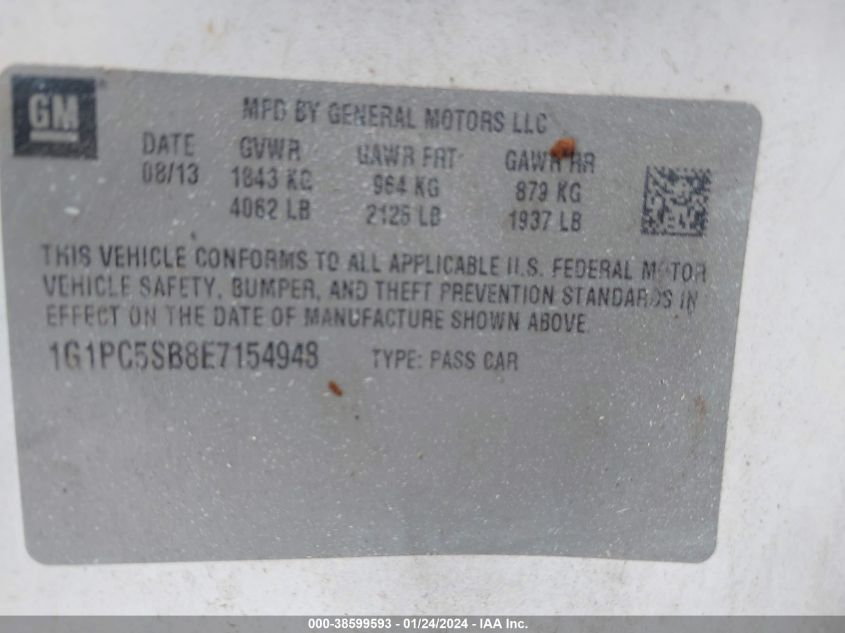 GM
MFD BY GENERAL MOTORS LLC
DATE GVWR GAWR FRT GAWR RR
08/13 1843 KG 964 KG 879 KG
4062 LB 2126 LB 1937 LB
THIS VEHICLE CONFORMS TO ALL APPLICABLE U.S. FEDERAL MOTOR
VEHICLE SAFETY, BUMPER, AND THEFT PREVENTION STANDARDS IN
EFFECT ON THE DATE OF MANUFACTURE SHOWN ABOVE.
1G1PC5SB8E7154948 TYPE: PASS CAR
000-38599593 - 01/24/2024 - IAA Inc.